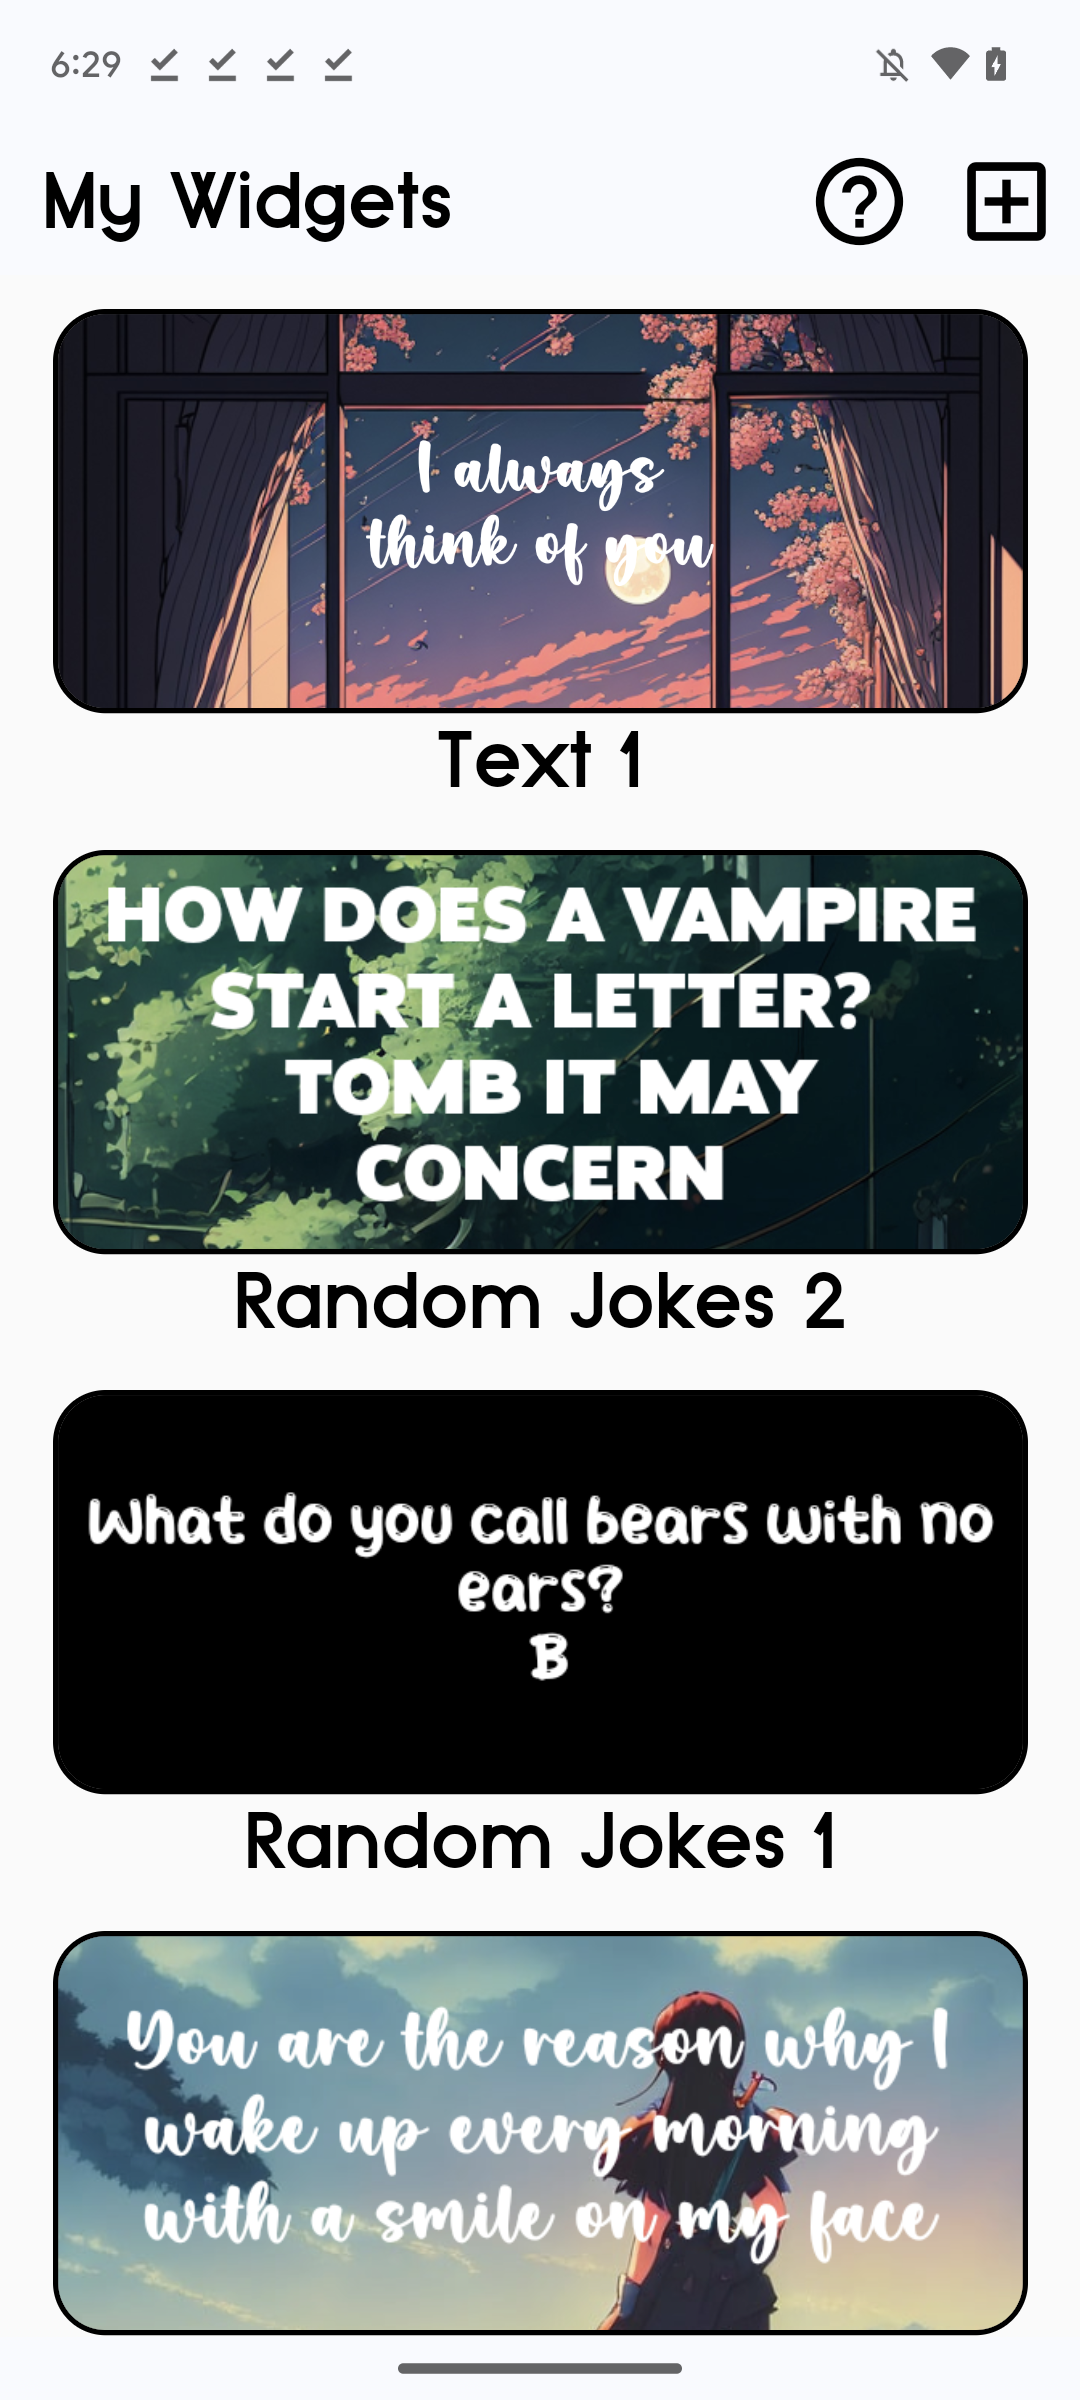 6:29
My Widgets
I always
think of you
Text 1
HOW DOES A VAMPIRE
START A LETTER?
TOMB IT MAY
CONCERN
Random Jokes 2
What do you call bears with no
ears?
B
Random Jokes 1
You are the reason why I
wake up every morning
with a smile on my face